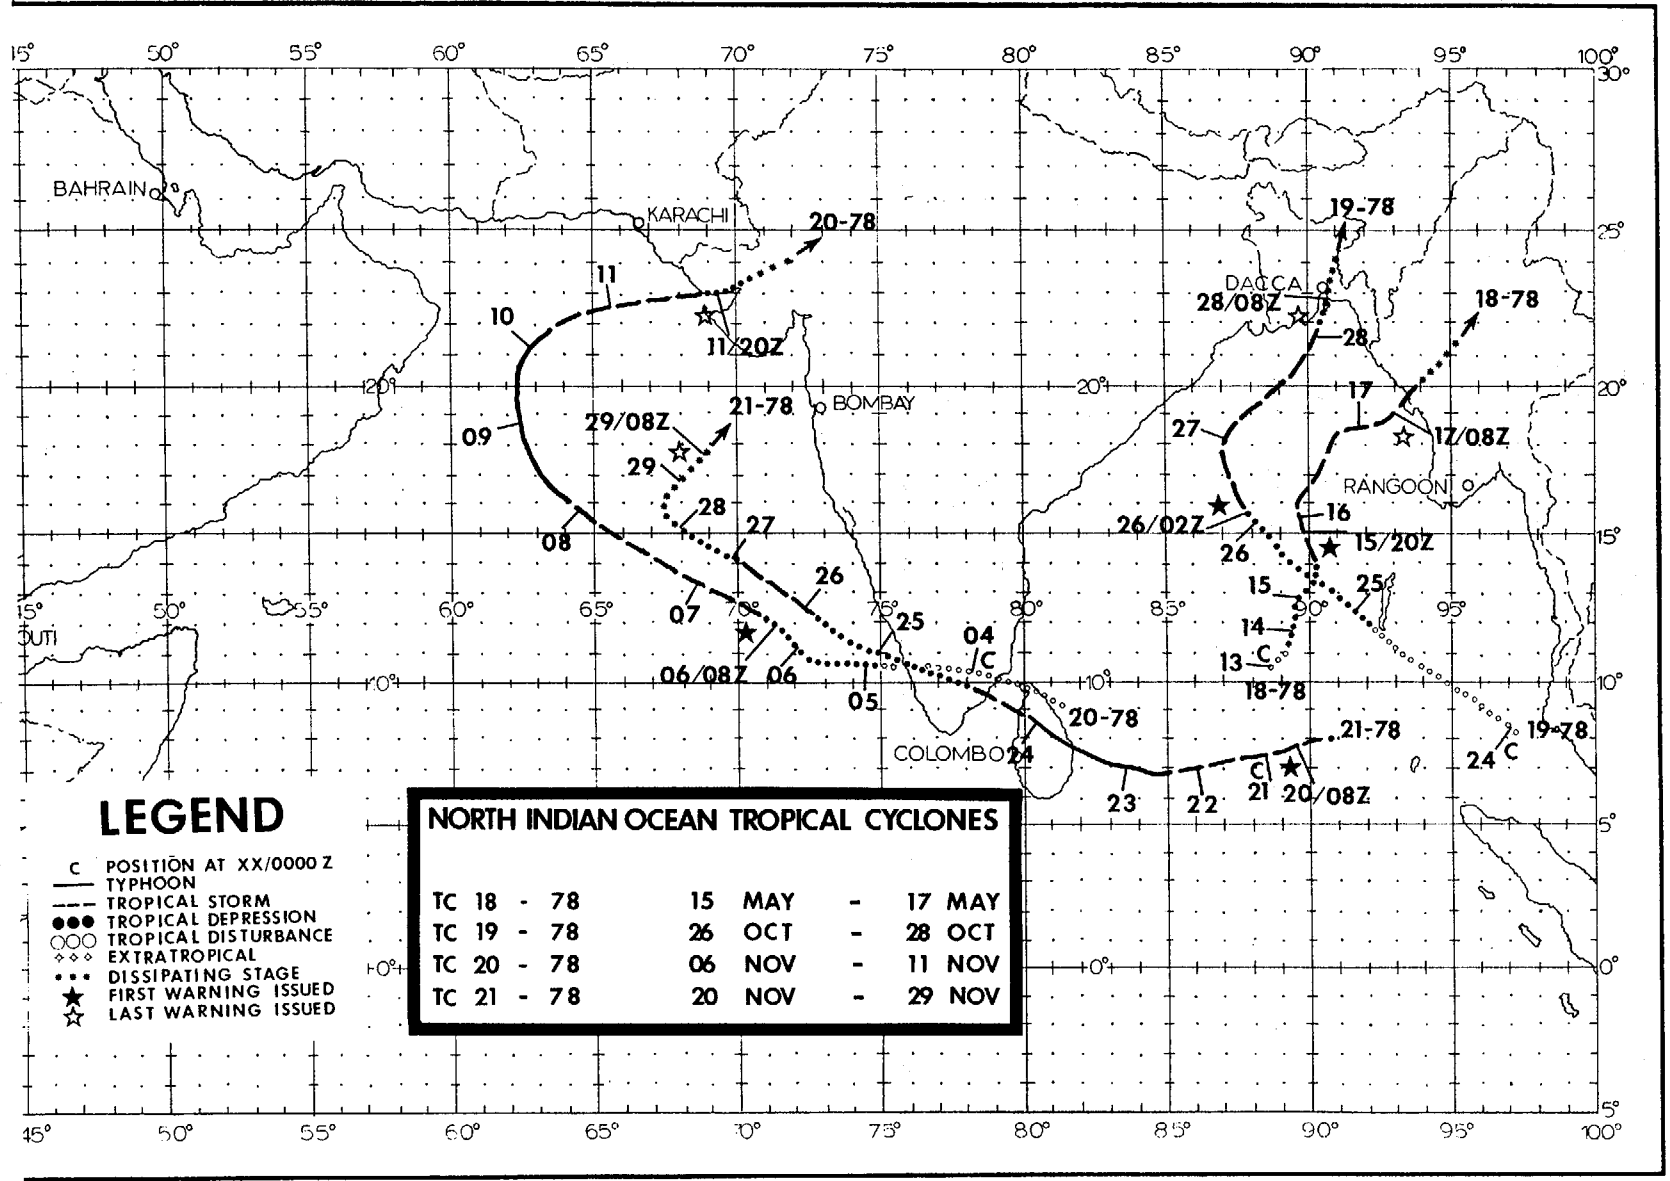 45° 50° 55° 60° 65° 70° 75° 80° 85° 90° 95° 100°
30°
BAHRAIN
KARACHI
20-78
19-78
25°
11
DACCA
28/08Z
18-78
10
11/20Z
28
20°
20°
20°
17
21-78
BOMBAY
29/08Z
09
27
17/08Z
29
RANGOON
28
27
16
08
26/02Z
26
15/20Z
15°
26
15
25
45° 50° 55° 65° 70° 75° 80° 85° 90° 95°
07
25
04
14
OUTI
C
C
13
06/08Z
06
18-78
10°
10°
10°
05
20-78
21-78
19-78
COLOMBO
24
24
C
C
23
22
21
20/08Z
5°
LEGEND
C POSITION AT XX/0000 Z
TYPHOON
TROPICAL STORM
TROPICAL DEPRESSION
TROPICAL DISTURBANCE
EXTRATROPICAL
DISSIPATING STAGE
FIRST WARNING ISSUED
LAST WARNING ISSUED
NORTH INDIAN OCEAN TROPICAL CYCLONES
TC 18 - 78 15 MAY - 17 MAY
TC 19 - 78 26 OCT - 28 OCT
TC 20 - 78 06 NOV - 11 NOV
TC 21 - 78 20 NOV - 29 NOV
0°
0°
0°
5°
45° 50° 55° 60° 65° 70° 75° 80° 85° 90° 95° 100°